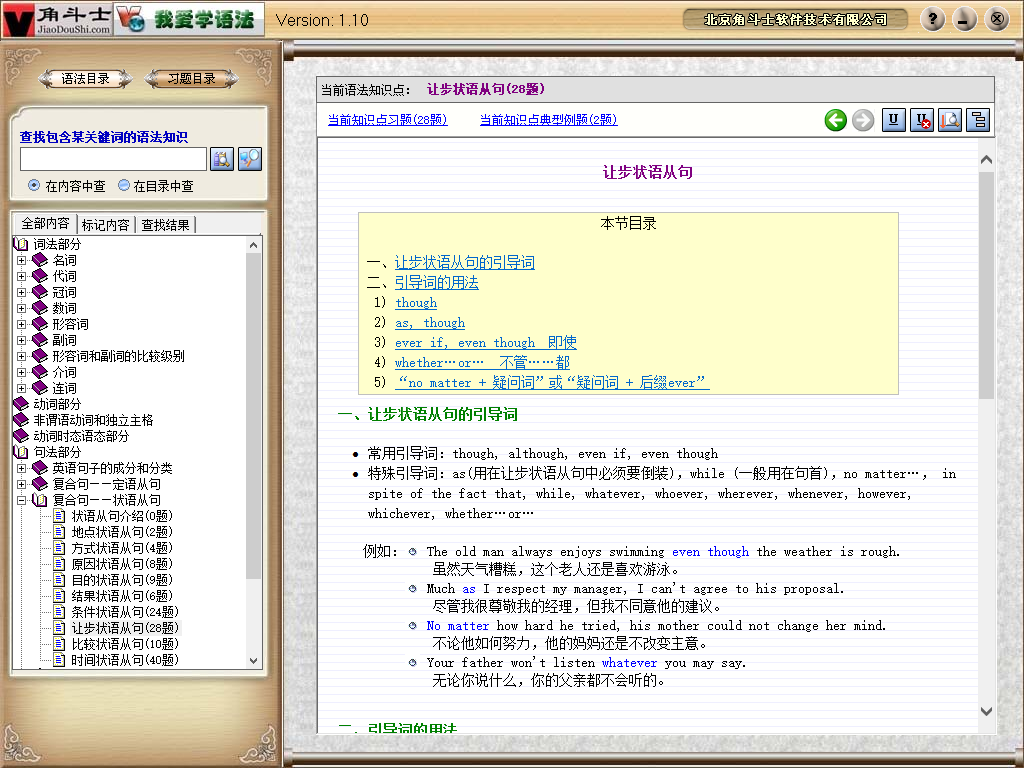 角斗士
JiaoDouShi.com
我爱学语法
Version: 1.10
北京角斗士软件技术有限公司
语法目录
习题目录
查找包含某关键词的语法知识
在内容中查
在目录中查
全部内容
标记内容
查找结果
词法部分
名词
代词
冠词
数词
形容词
副词
形容词和副词的比较级别
介词
连词
动词部分
非谓语动词和独立主格
动词时态语态部分
句法部分
英语句子的成分和分类
复合句－－定语从句
复合句－－状语从句
状语从句介绍(0题)
地点状语从句(2题)
方式状语从句(4题)
原因状语从句(8题)
目的状语从句(9题)
结果状语从句(6题)
条件状语从句(24题)
让步状语从句(28题)
比较状语从句(10题)
时间状语从句(40题)
当前语法知识点： 让步状语从句(28题)
当前知识点习题(28题)
当前知识点典型例题(2题)
让步状语从句
本节目录
一、让步状语从句的引导词
二、引导词的用法
1) though
2) as, though
3) ever if, even though 即使
4) whether…or… 不管……都
5) “no matter + 疑问词”或“疑问词 + 后缀ever”
一、让步状语从句的引导词
常用引导词：though, although, even if, even though
特殊引导词：as(用在让步状语从句中必须要倒装)，while (一般用在句首)，no matter…， in
spite of the fact that, while, whatever, whoever, wherever, whenever, however,
whichever, whether…or…
例如： The old man always enjoys swimming even though the weather is rough.
虽然天气糟糕，这个老人还是喜欢游泳。
Much as I respect my manager, I can't agree to his proposal.
尽管我很尊敬我的经理，但我不同意他的建议。
No matter how hard he tried, his mother could not change her mind.
不论他如何努力，他的妈妈还是不改变主意。
Your father won't listen whatever you may say.
无论你说什么，你的父亲都不会听的。
二、引导词的用法